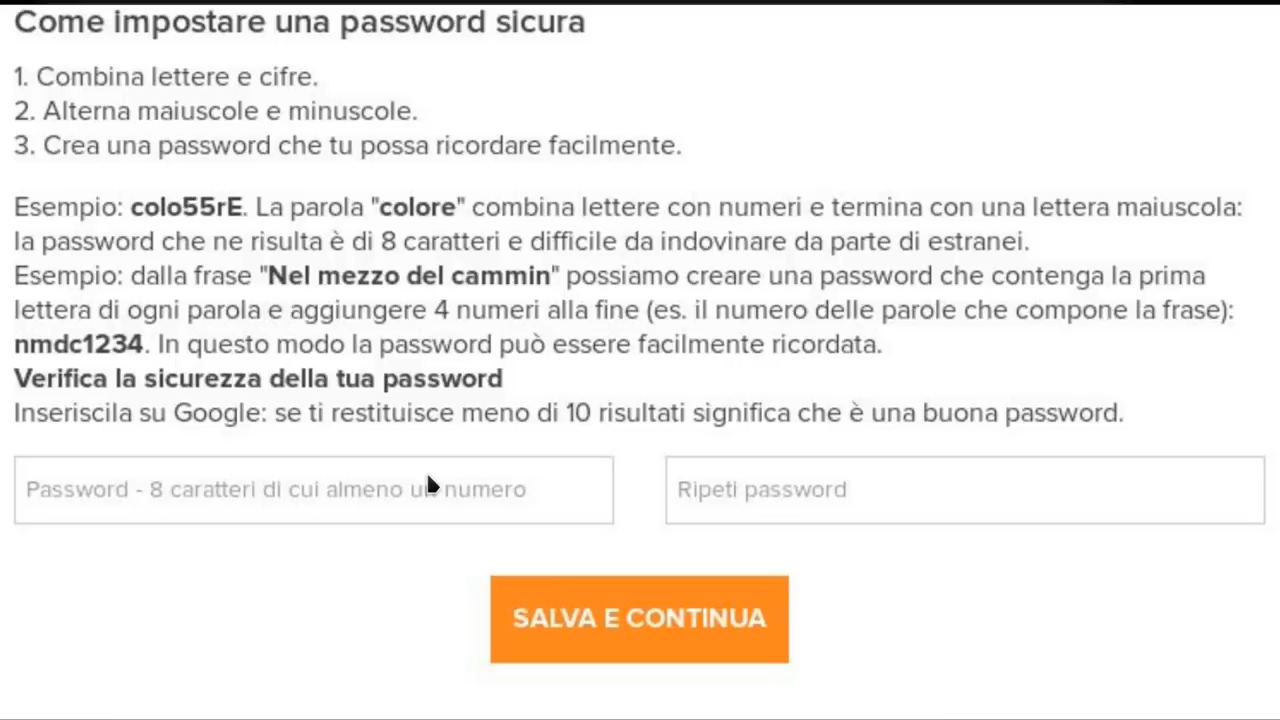 Come impostare una password sicura
1. Combina lettere e cifre.
2. Alterna maiuscole e minuscole.
3. Crea una password che tu possa ricordare facilmente.
Esempio: colo55rE. La parola "colore" combina lettere con numeri e termina con una lettera maiuscola:
la password che ne risulta è di 8 caratteri e difficile da indovinare da parte di estranei.
Esempio: dalla frase "Nel mezzo del cammin" possiamo creare una password che contenga la prima
lettera di ogni parola e aggiungere 4 numeri alla fine (es. il numero delle parole che compone la frase):
nmdc1234. In questo modo la password può essere facilmente ricordata.
Verifica la sicurezza della tua password
Inseriscila su Google: se ti restituisce meno di 10 risultati significa che è una buona password.
Password - 8 caratteri di cui almeno un numero
Ripeti password
SALVA E CONTINUA